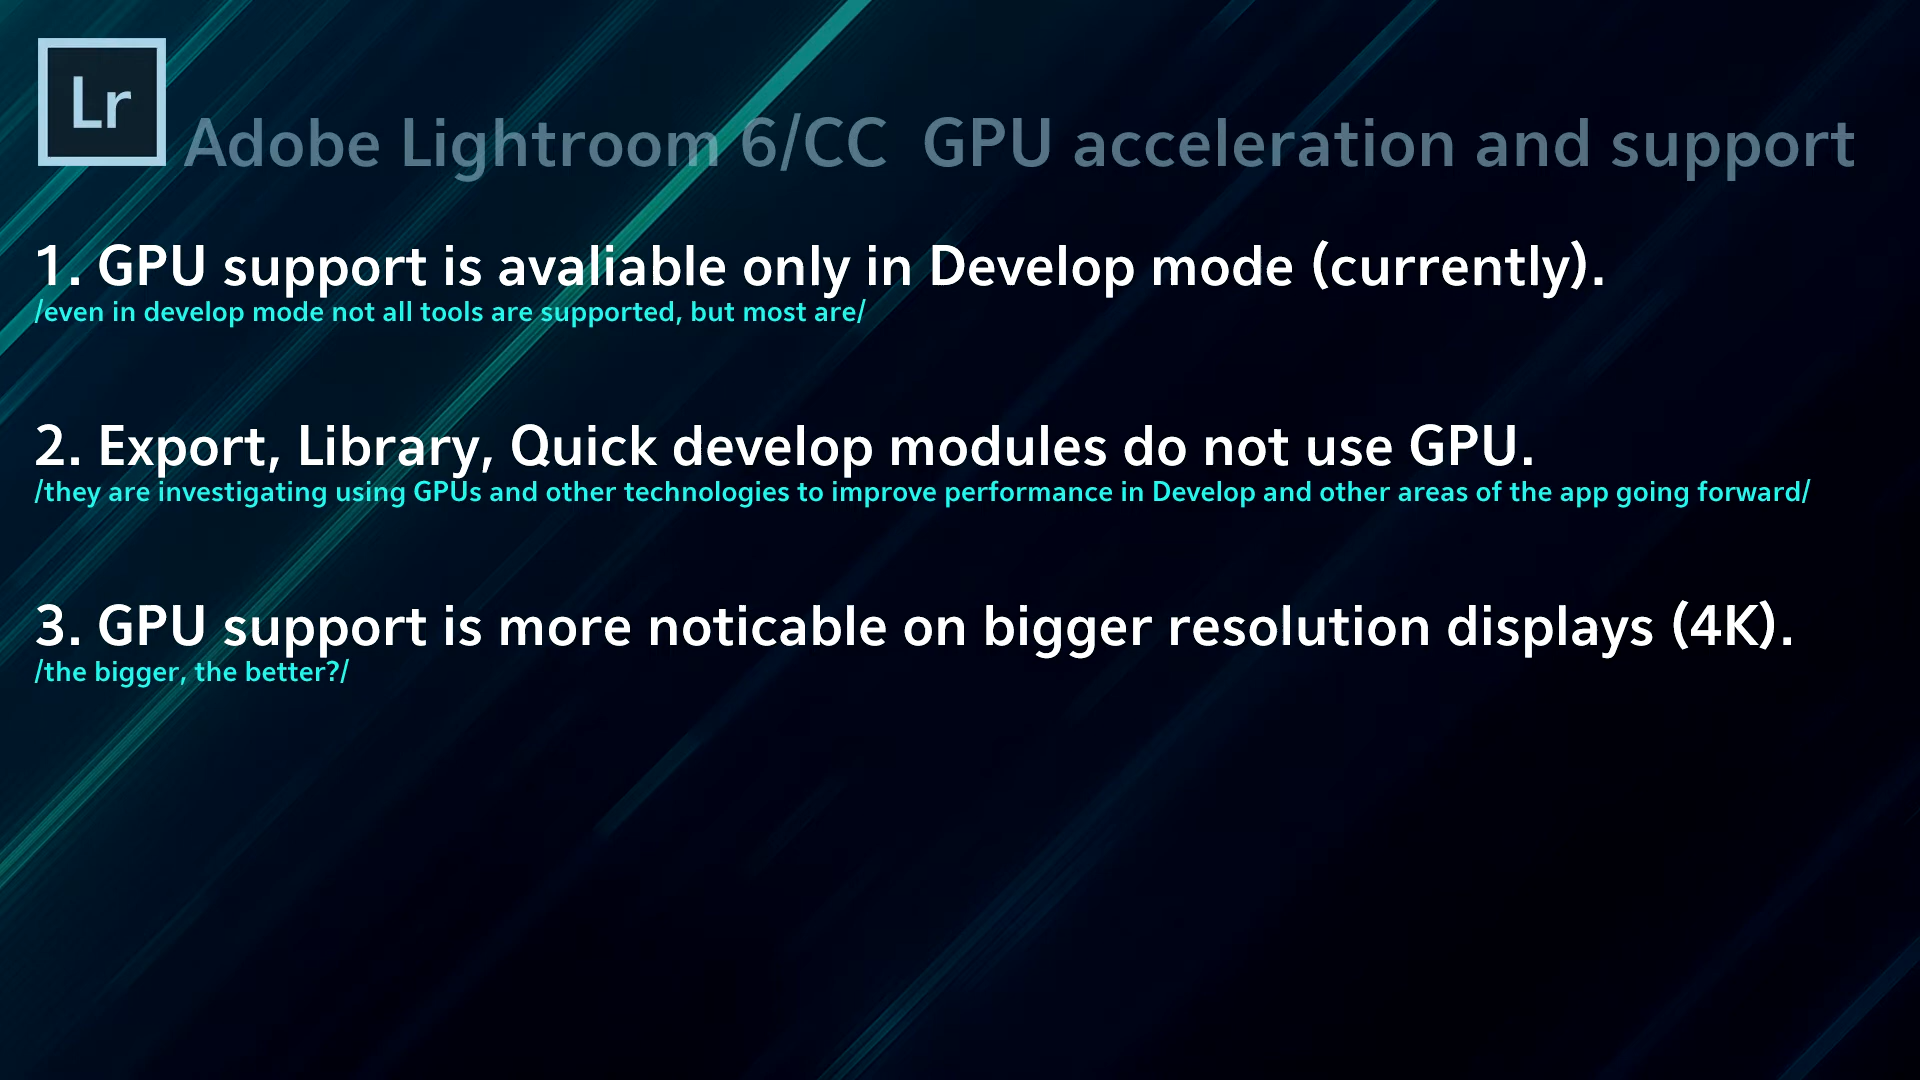 Lr
Adobe Lightroom 6/CC  GPU acceleration and support
1. GPU support is avaliable only in Develop mode (currently).
/even in develop mode not all tools are supported, but most are/
2. Export, Library, Quick develop modules do not use GPU.
/they are investigating using GPUs and other technologies to improve performance in Develop and other areas of the app going forward/
3. GPU support is more noticable on bigger resolution displays (4K).
/the bigger, the better?/